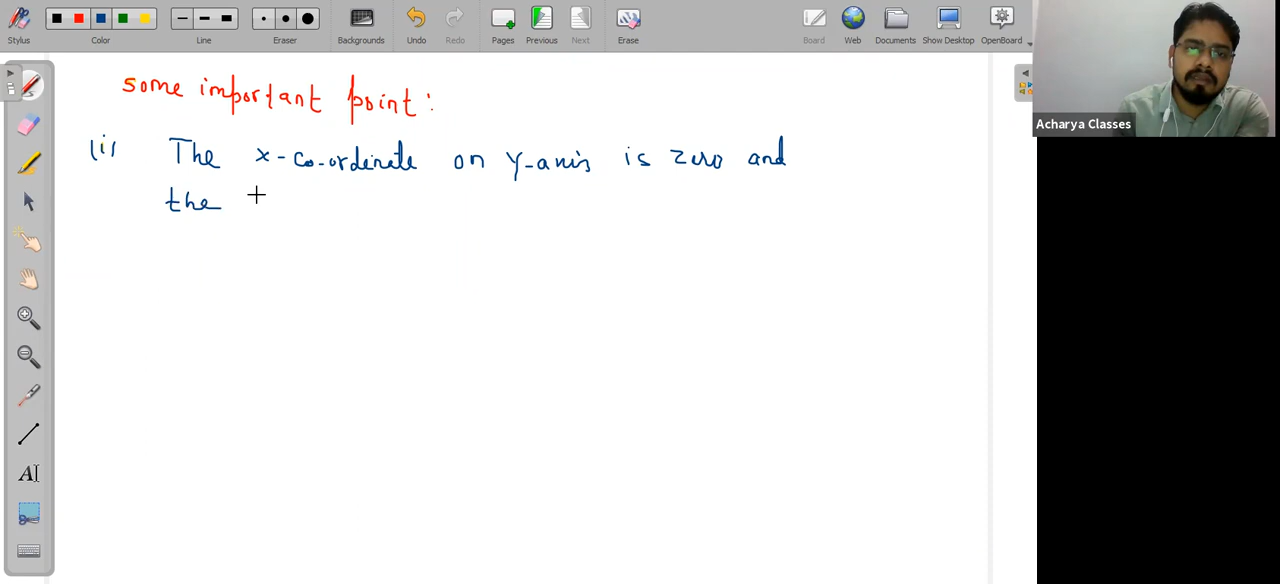 Stylus
Color
Line
Eraser
Backgrounds
Undo
Redo
Pages
Previous
Next
Erase
Board
Web
Documents
Show Desktop
OpenBoard
Some important point:
(i) The x-co-ordinate on y-axis is zero and
the
Acharya Classes